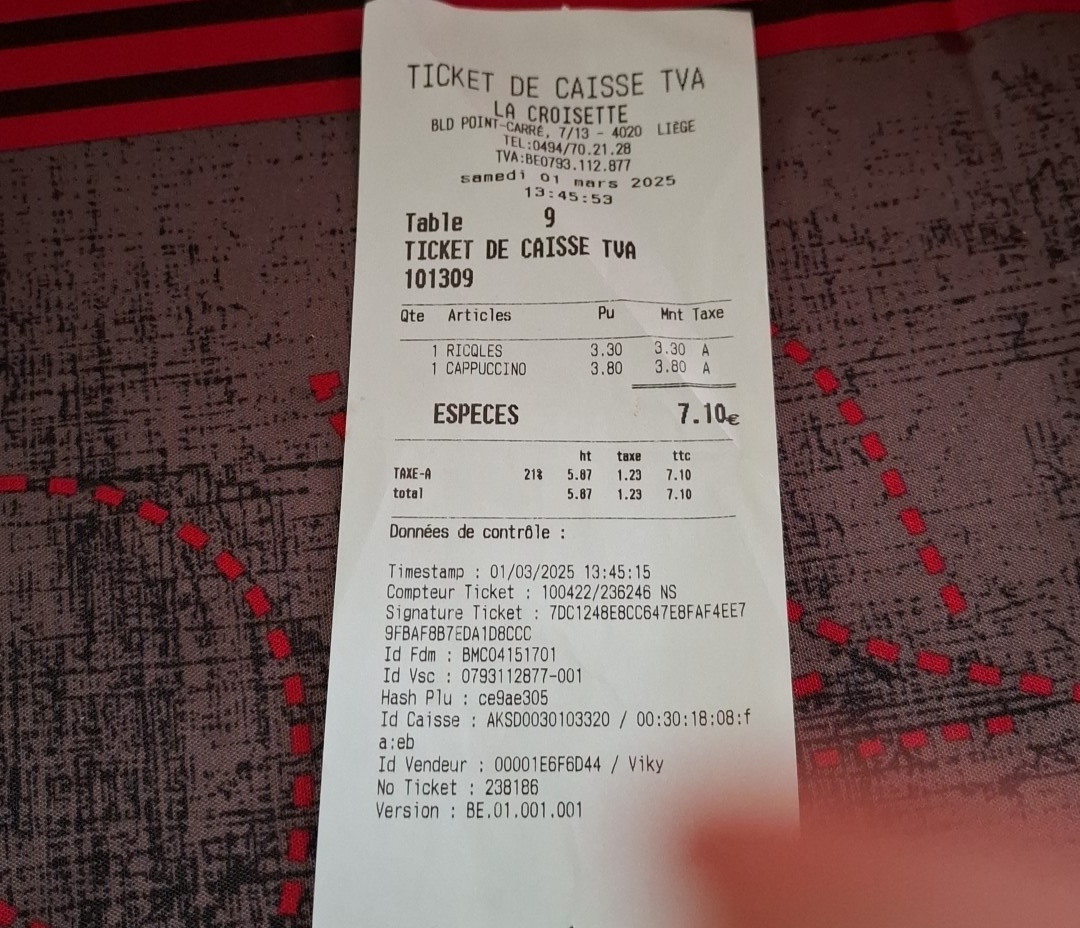 TICKET DE CAISSE TVA
LA CROISETTE
BLD POINT-CARRÉ, 7/13 - 4020 LIÈGE
TEL:0494/70.21.28
TVA:BE0793.112.877
samedi 01 mars 2025
13:45:53
Table 9
TICKET DE CAISSE TVA
101309
Qte Articles Pu Mnt Taxe
1 RICQLES 3.30 3.30 A
1 CAPPUCCINO 3.80 3.80 A
ESPECES 7.10€
ht taxe ttc
TAXE-A 21% 5.87 1.23 7.10
total 5.87 1.23 7.10
Données de contrôle :
Timestamp : 01/03/2025 13:45:15
Compteur Ticket : 100422/236246 NS
Signature Ticket : 7DC1248E8CC647E8FAF4EE7
9FBAF8B7EDA1D8CCC
Id Fdm : BMC04151701
Id Vsc : 0793112877-001
Hash Plu : ce9ae305
Id Caisse : AKSD0030103320 / 00:30:18:08:f
a:eb
Id Vendeur : 00001E6F6D44 / Viky
No Ticket : 238186
Version : BE.01.001.001